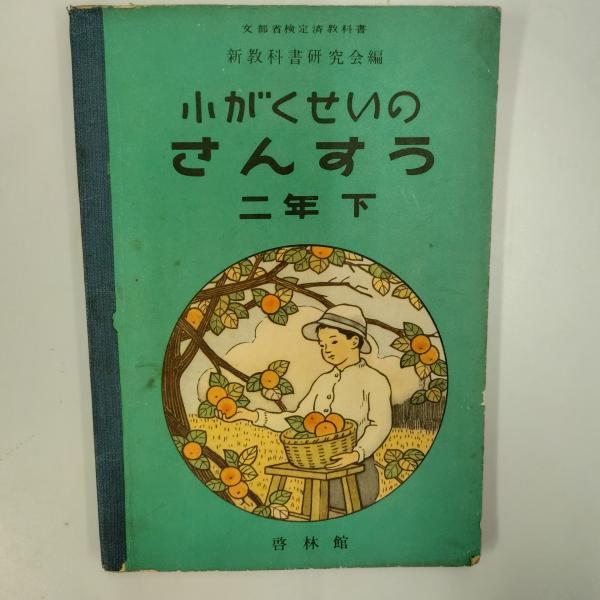 文部省検定済教科書
新教科書研究会編
小がくせいの
さんすう
二年 下
啓林館